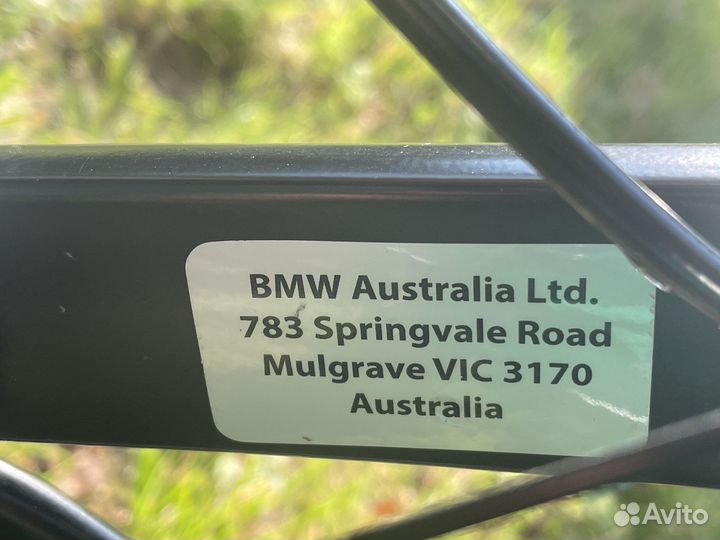 BMW Australia Ltd.
783 Springvale Road
Mulgrave VIC 3170
Australia
Avito